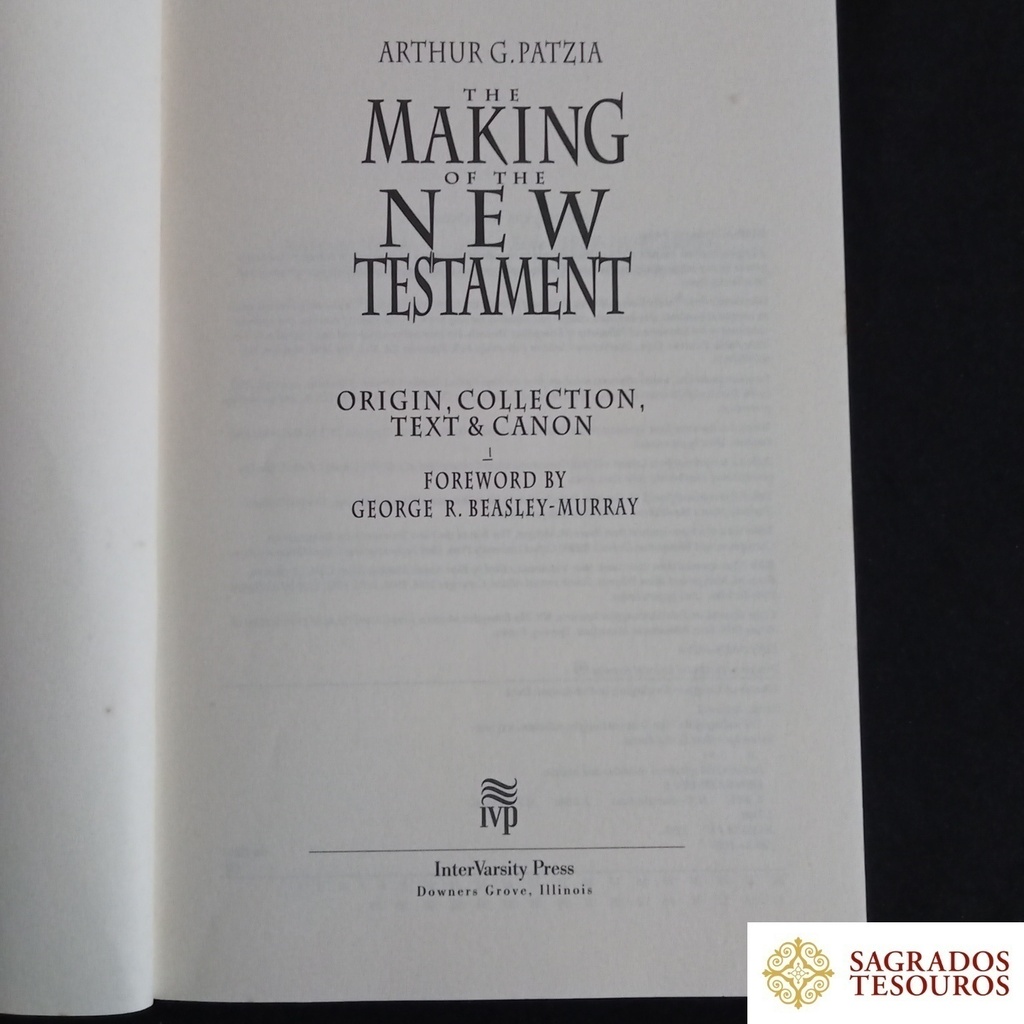 ARTHUR G. PATZIA
THE
MAKING
OF THE
NEW
TESTAMENT
ORIGIN, COLLECTION,
TEXT & CANON
FOREWORD BY
GEORGE R. BEASLEY-MURRAY
ivp
InterVarsity Press
Downers Grove, Illinois
SAGRADOS
TESOUROS